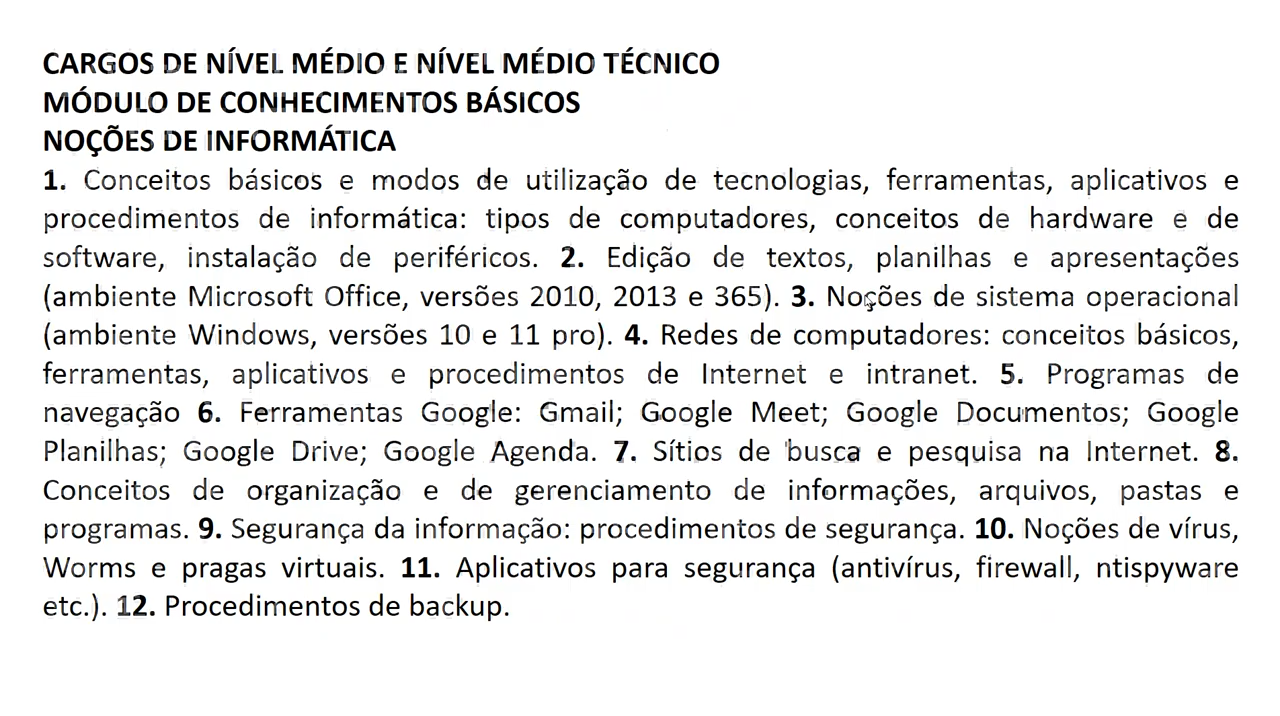 CARGOS DE NÍVEL MÉDIO E NÍVEL MÉDIO TÉCNICO
MÓDULO DE CONHECIMENTOS BÁSICOS
NOÇÕES DE INFORMÁTICA
1. Conceitos básicos e modos de utilização de tecnologias, ferramentas, aplicativos e
procedimentos de informática: tipos de computadores, conceitos de hardware e de
software, instalação de periféricos. 2. Edição de textos, planilhas e apresentações
(ambiente Microsoft Office, versões 2010, 2013 e 365). 3. Noções de sistema operacional
(ambiente Windows, versões 10 e 11 pro). 4. Redes de computadores: conceitos básicos,
ferramentas, aplicativos e procedimentos de Internet e intranet. 5. Programas de
navegação 6. Ferramentas Google: Gmail; Google Meet; Google Documentos; Google
Planilhas; Google Drive; Google Agenda. 7. Sítios de busca e pesquisa na Internet. 8.
Conceitos de organização e de gerenciamento de informações, arquivos, pastas e
programas. 9. Segurança da informação: procedimentos de segurança. 10. Noções de vírus,
Worms e pragas virtuais. 11. Aplicativos para segurança (antivírus, firewall, ntispyware
etc.). 12. Procedimentos de backup.